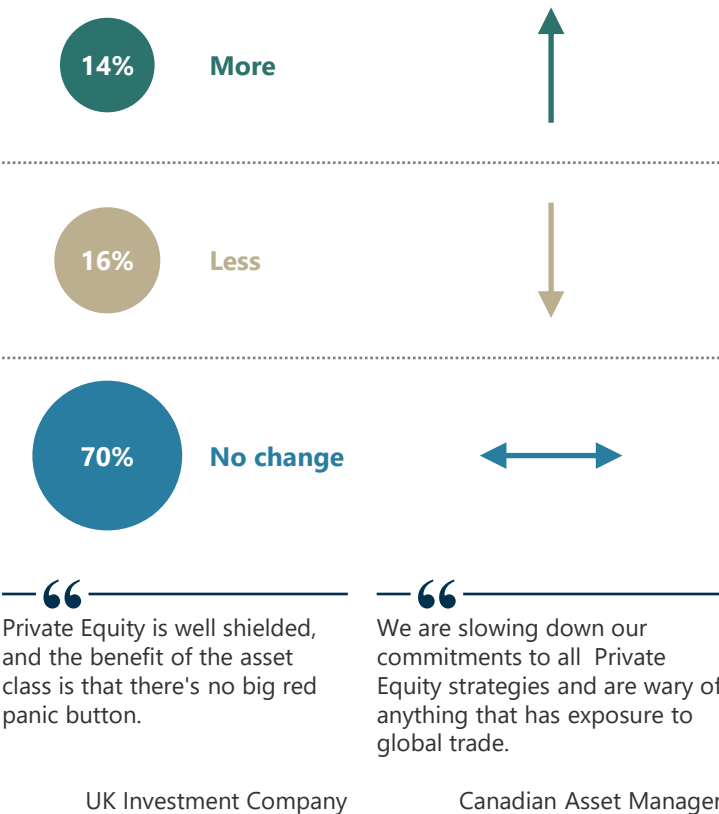 14% More
16% Less
70% No change
“
Private Equity is well shielded,
and the benefit of the asset
class is that there's no big red
panic button.
UK Investment Company
“
We are slowing down our
commitments to all Private
Equity strategies and are wary of
anything that has exposure to
global trade.
Canadian Asset Manager